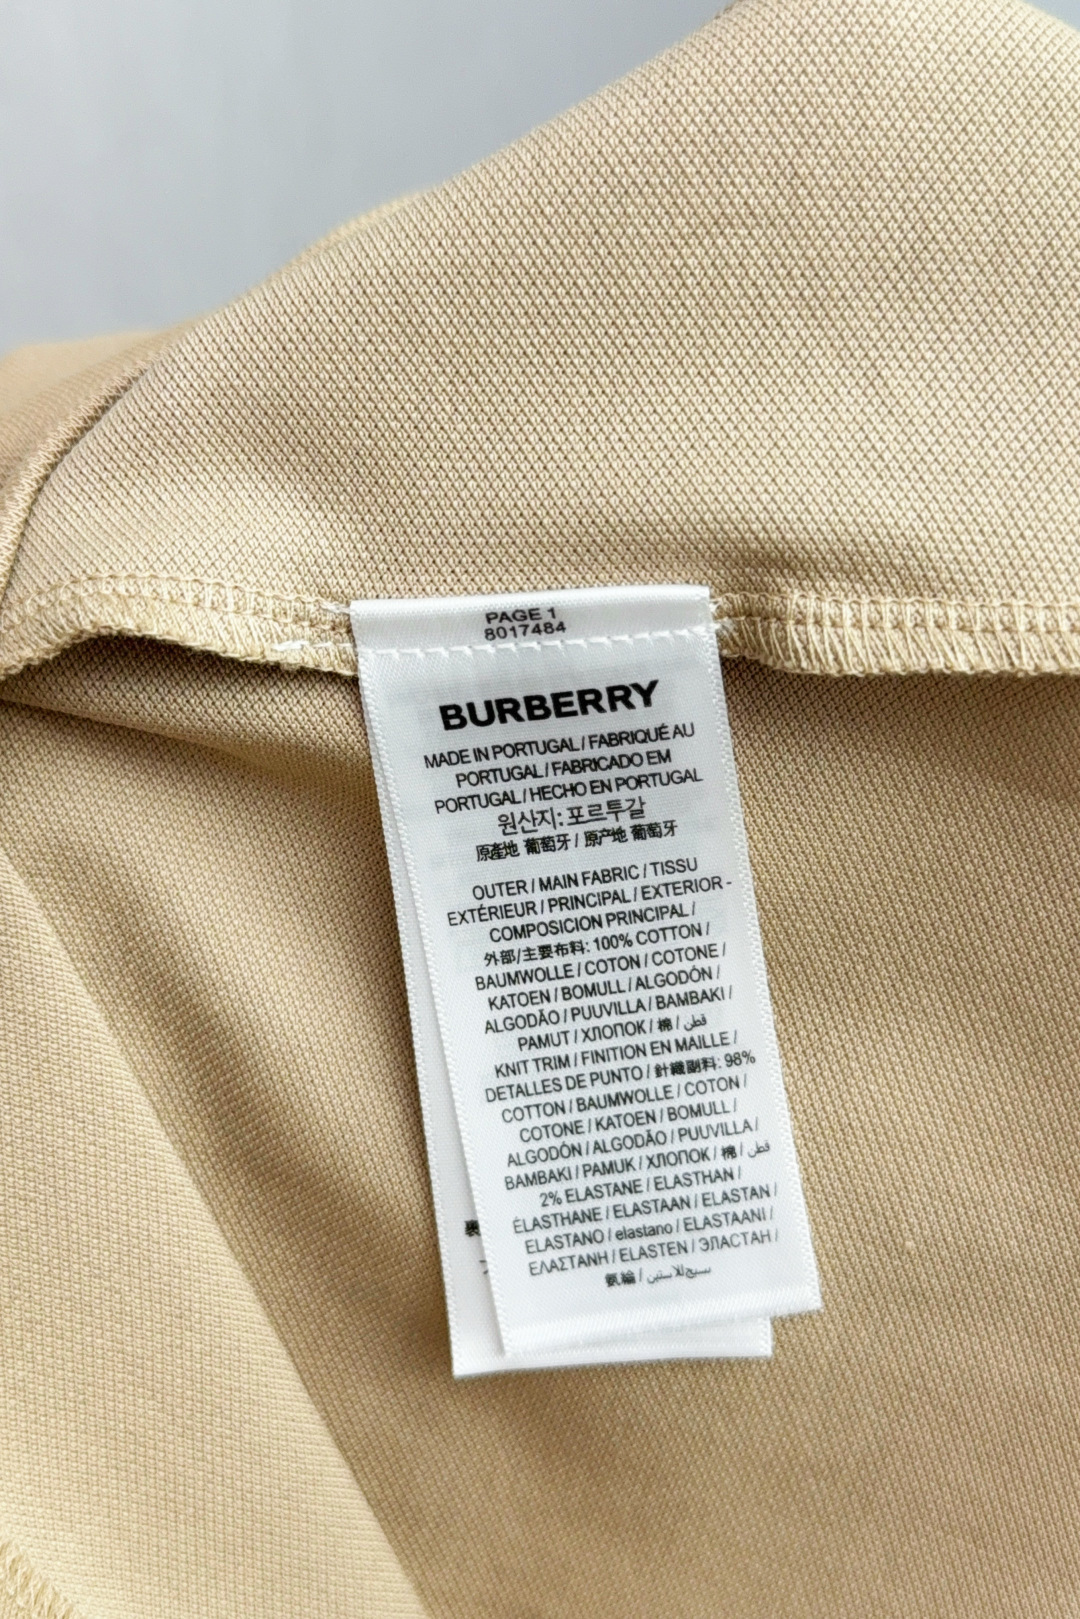 PAGE 1
8017484
BURBERRY
MADE IN PORTUGAL / FABRIQUÉ AU
PORTUGAL / FABRICADO EM
PORTUGAL / HECHO EN PORTUGAL
원산지: 포르투갈
原產地 葡萄牙 / 原产地 葡萄牙
OUTER / MAIN FABRIC / TISSU
EXTÉRIEUR / PRINCIPAL / EXTERIOR -
COMPOSICION PRINCIPAL /
外部/主要布料: 100% COTTON /
BAUMWOLLE / COTON / COTONE /
KATOEN / BOMULL / ALGODÓN /
ALGODÃO / PUUVILLA / BAMBAKI /
PAMUT / ХЛОПОК / 棉 / قطن
KNIT TRIM / FINITION EN MAILLE /
DETALLES DE PUNTO / 針織副料: 98%
COTTON / BAUMWOLLE / COTON /
COTONE / KATOEN / BOMULL /
ALGODÓN / ALGODÃO / PUUVILLA /
BAMBAKI / PAMUK / ХЛОПОК / 棉 / قطن
2% ELASTANE / ELASTHAN /
ÉLASTHANE / ELASTAAN / ELASTAN /
ELASTANO / elastano / ELASTAANI /
ΕΛΑΣΤΑΝΗ / ELASTEN / ЭЛАСТАН /
氨綸 /
裹